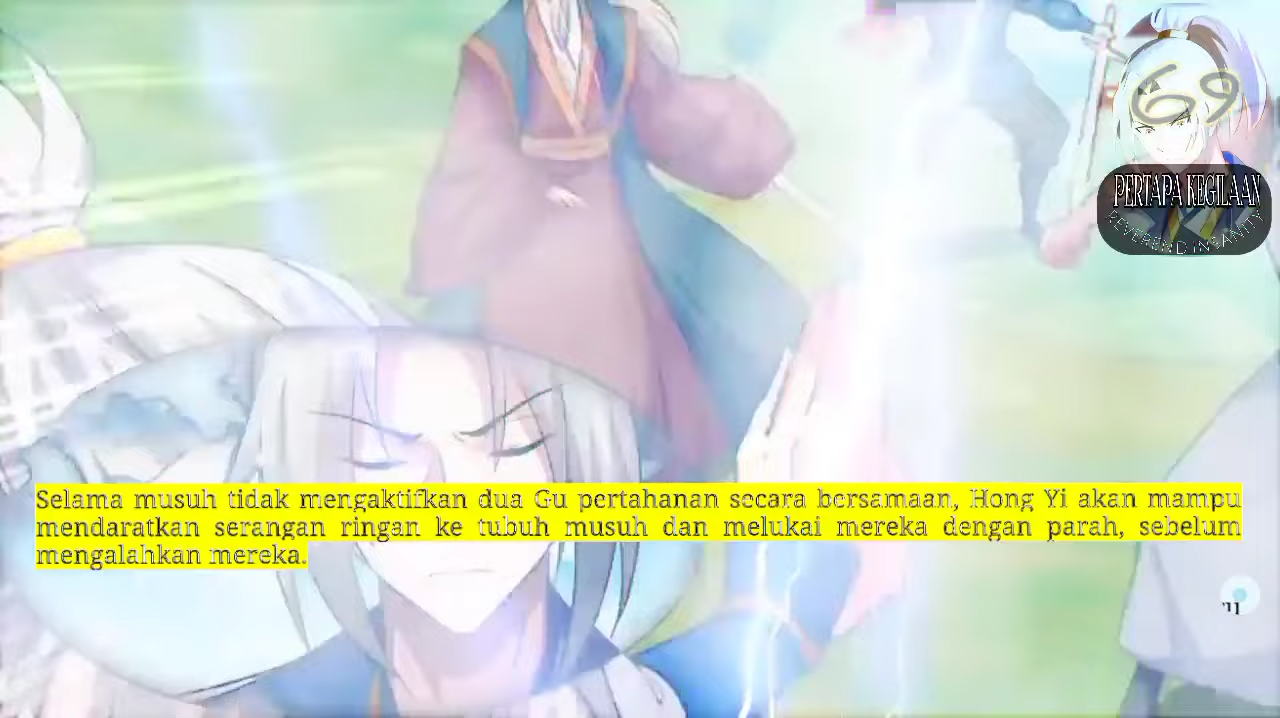 69
PERTAPA KEGILAAN
REVEREND INSANITY
Selama musuh tidak mengaktifkan dua Gu pertahanan secara bersamaan, Hong Yi akan mampu
mendaratkan serangan ringan ke tubuh musuh dan melukai mereka dengan parah, sebelum
mengalahkan mereka.